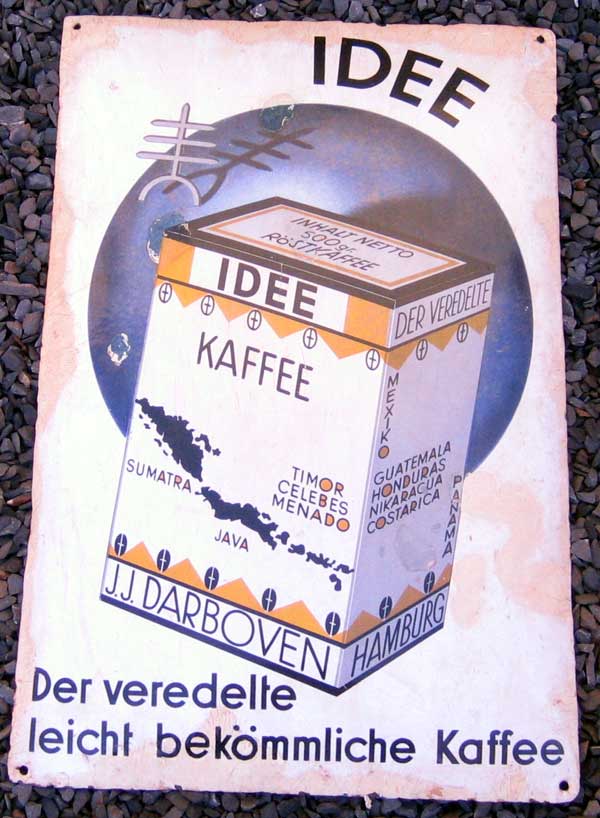 IDEE
INHALT NETTO
500gr
RÖSTKAFFEE
IDEE
DER VEREDELTE
KAFFEE
MEXIKO
GUATEMALA
HONDURAS
NIKARACUA
COSTARICA
PANAMA
SUMATRA
TIMOR
CELEBES
MENADO
JAVA
J.J. DARBOVEN
HAMBURG
Der veredelte
leicht bekömmliche Kaffee